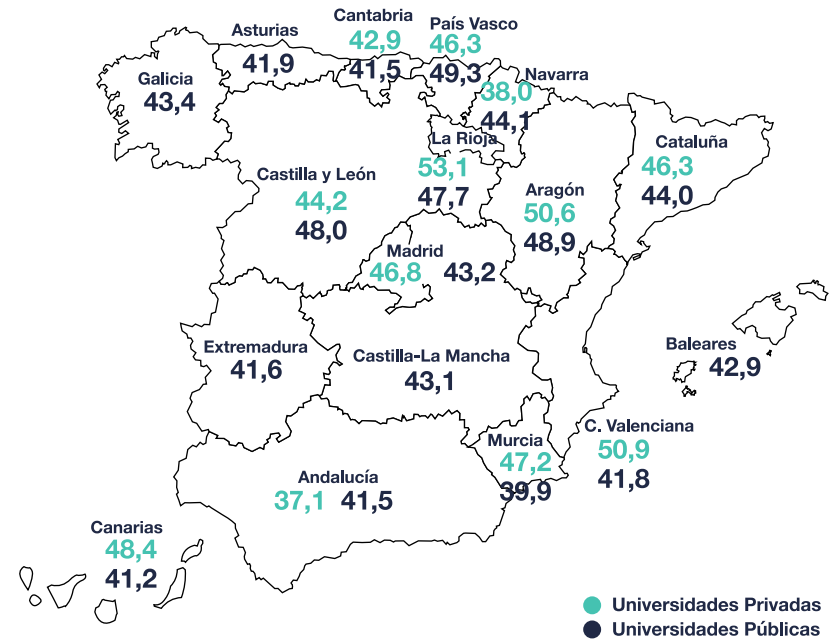 Cantabria
42,9
41,5
País Vasco
46,3
49,3
Asturias
41,9
Galicia
43,4
Navarra
38,0
44,1
La Rioja
53,1
47,7
Cataluña
46,3
44,0
Castilla y León
44,2
48,0
Aragón
50,6
48,9
Madrid
46,8 43,2
Extremadura
41,6
Castilla-La Mancha
43,1
Baleares
42,9
C. Valenciana
50,9
41,8
Murcia
47,2
39,9
Andalucía
37,1 41,5
Canarias
48,4
41,2
Universidades Privadas
Universidades Públicas